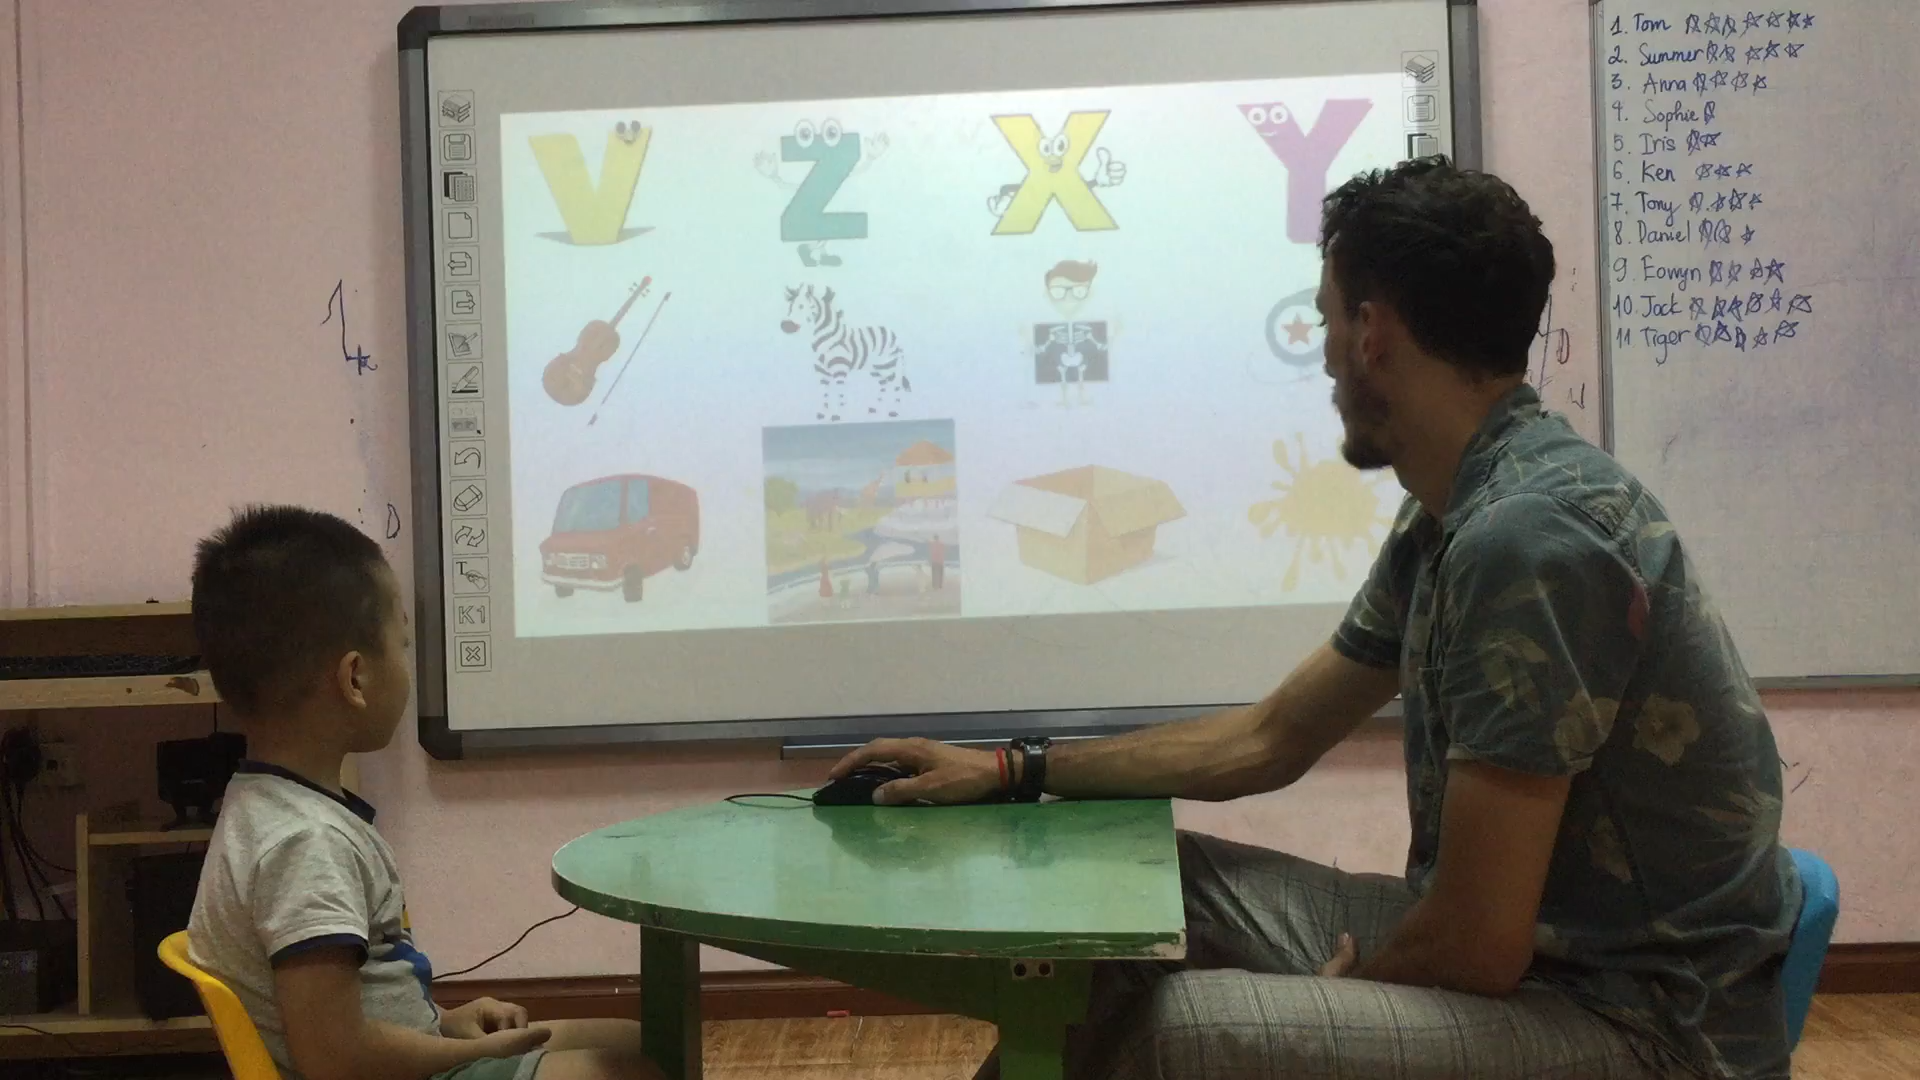 V Z X Y
K1
1. Tom
2. Summer
3. Anna
4. Sophie
5. Iris
6. Ken
7. Tony
8. Daniel
9. Eowyn
10. Jack
11 Tiger